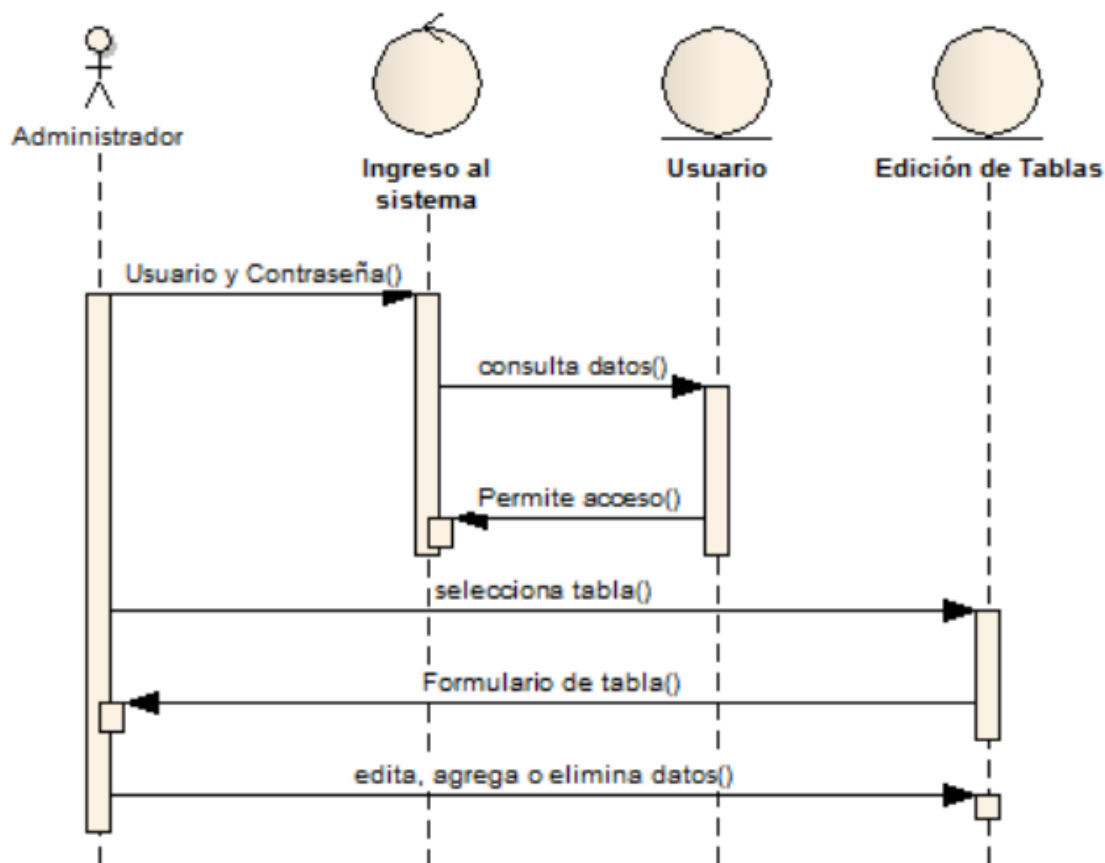 Administrador
Ingreso al
sistema
Usuario
Edición de Tablas
Usuario y Contraseña()
consulta datos()
Permite acceso()
selecciona tabla()
Formulario de tabla()
edita, agrega o elimina datos()